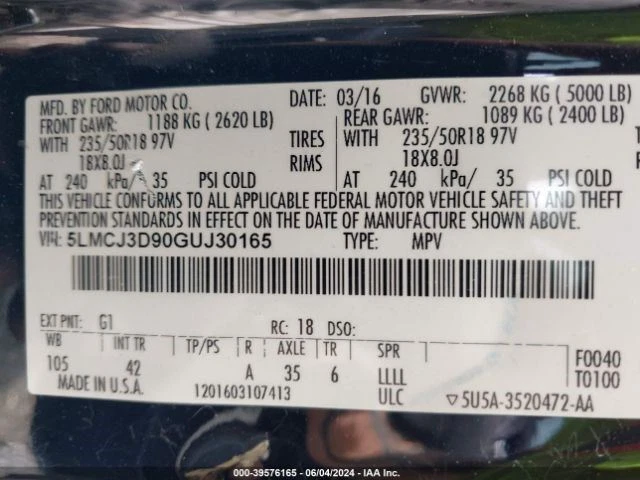 MFD. BY FORD MOTOR CO. DATE: 03/16 GVWR: 2268 KG ( 5000 LB)
FRONT GAWR: 1188 KG ( 2620 LB) REAR GAWR: 1089 KG ( 2400 LB)
WITH 235/50R18 97V TIRES WITH 235/50R18 97V
18X8.0J RIMS 18X8.0J
AT 240 kPa/ 35 PSI COLD AT 240 kPa/ 35 PSI COLD
THIS VEHICLE CONFORMS TO ALL APPLICABLE FEDERAL MOTOR VEHICLE SAFETY AND THEFT
PREVENTION STANDARDS IN EFFECT ON THE DATE OF MANUFACTURE SHOWN ABOVE.
VIN: 5LMCJ3D90GUJ30165 TYPE: MPV
EXT PNT: G1 RC: 18 DSO:
WB INT TR TP/PS R AXLE TR SPR
105 42 A 35 6 LLLL F0040
MADE IN U.S.A. 1201603107413 ULC T0100
▽5U5A-3520472-AA
000-39576165 - 06/04/2024 - IAA Inc.